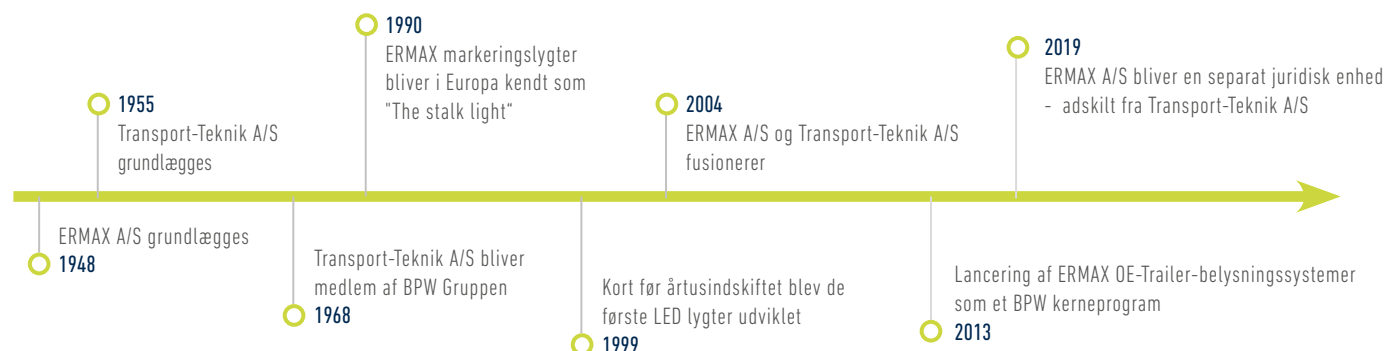 1990
ERMAX markeringslygter
bliver i Europa kendt som
"The stalk light“
2019
ERMAX A/S bliver en separat juridisk enhed
- adskilt fra Transport-Teknik A/S
1955
Transport-Teknik A/S
grundlægges
2004
ERMAX A/S og Transport-Teknik A/S
fusionerer
ERMAX A/S grundlægges
1948
Transport-Teknik A/S bliver
medlem af BPW Gruppen
1968
Kort før årtusindskiftet blev de
første LED lygter udviklet
1999
Lancering af ERMAX OE-Trailer-belysningssystemer
som et BPW kerneprogram
2013